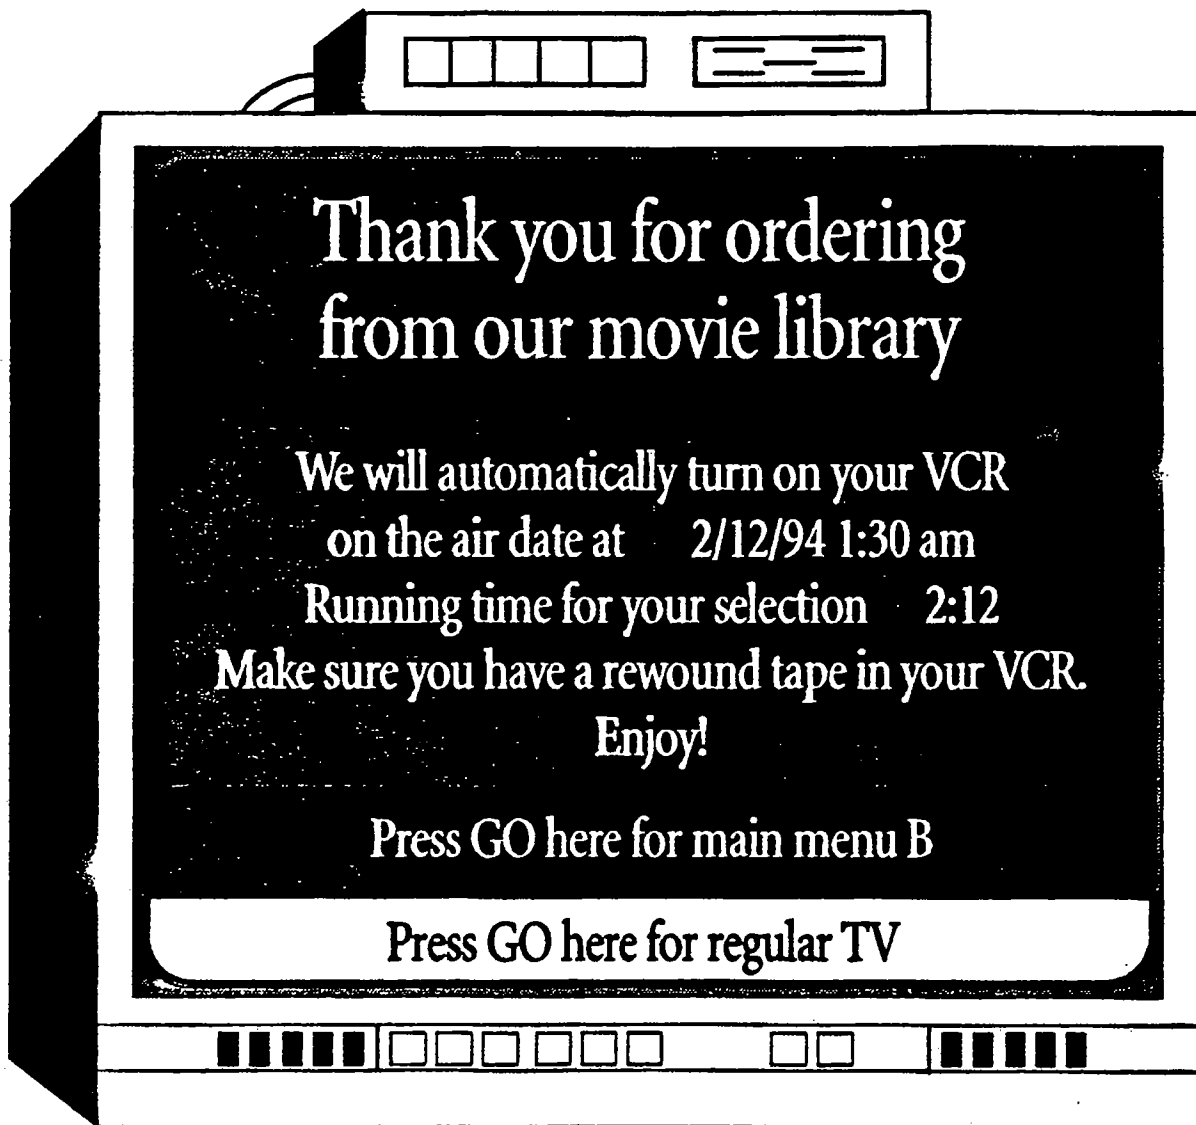 Thank you for ordering
from our movie library
We will automatically turn on your VCR
on the air date at 2/12/94 1:30 am
Running time for your selection 2:12
Make sure you have a rewound tape in your VCR.
Enjoy!
Press GO here for main menu B
Press GO here for regular TV